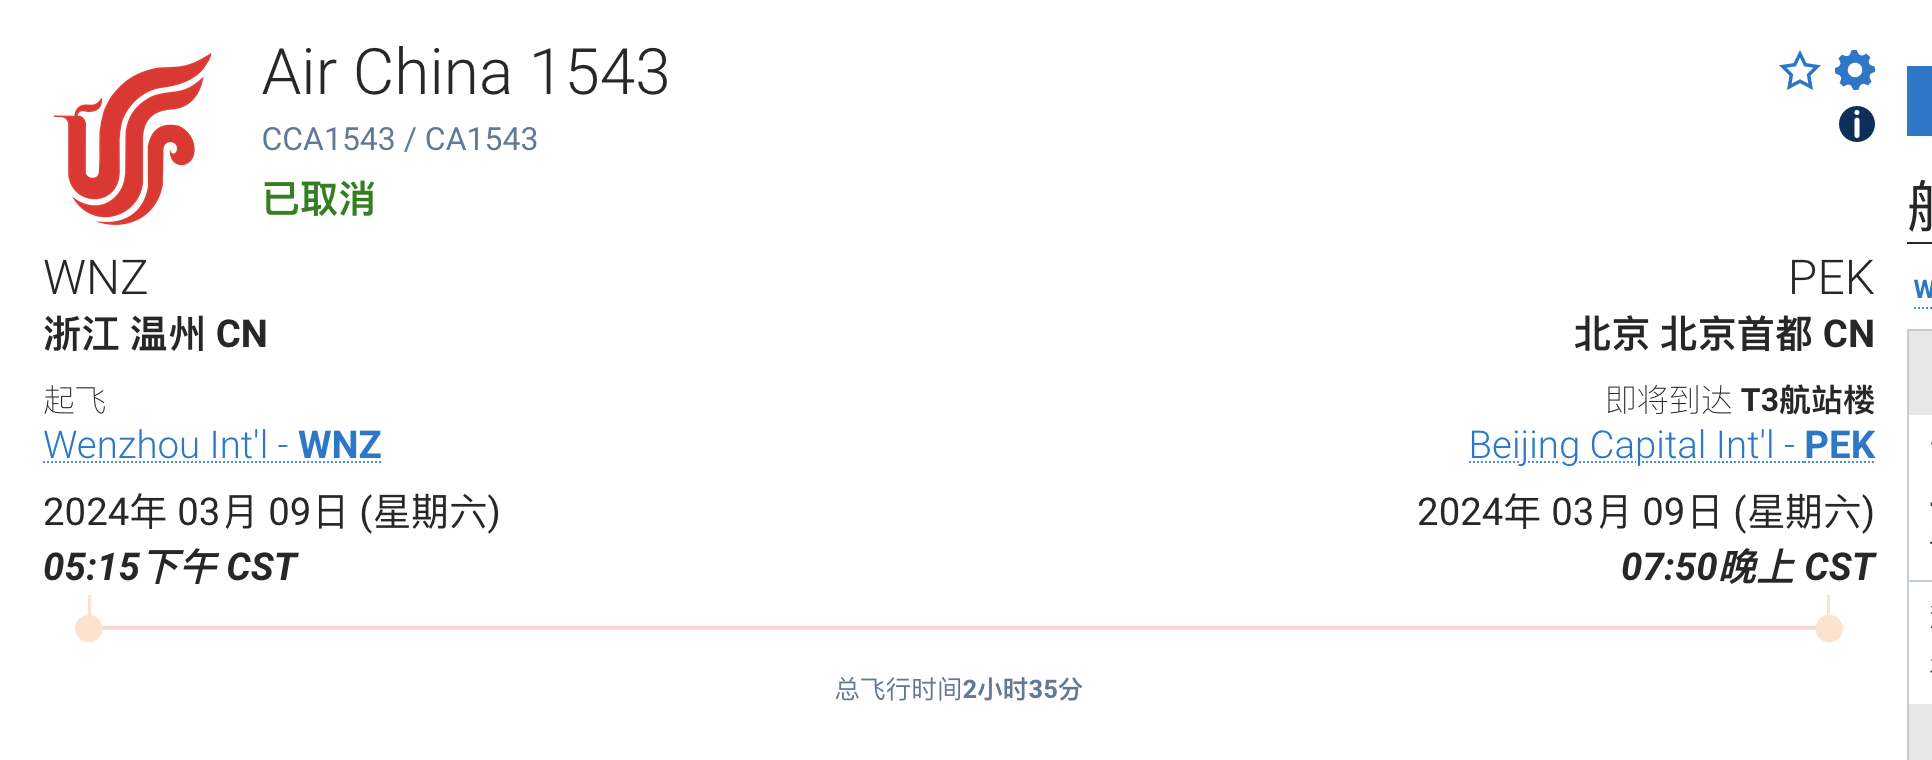 Air China 1543
CCA1543 / CA1543
已取消
WNZ
浙江 温州 CN
起飞
Wenzhou Int'l - WNZ
2024年 03月 09日 (星期六)
05:15下午 CST
PEK
北京 北京首都 CN
即将到达 T3航站楼
Beijing Capital Int'l - PEK
2024年 03月 09日 (星期六)
07:50晚上 CST
总飞行时间2小时35分